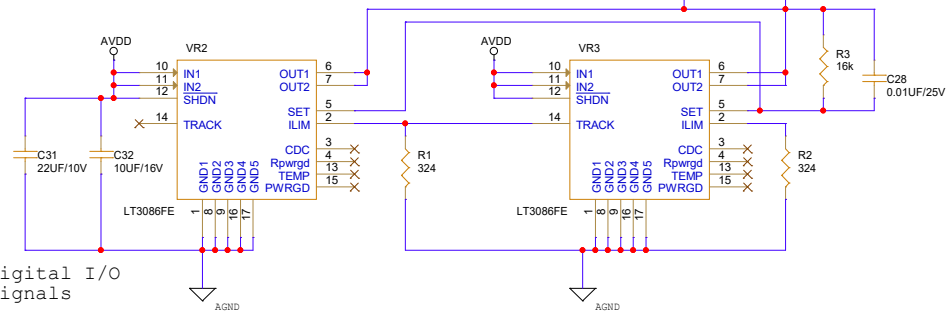 AVDD
VR2
10
IN1
11
IN2
12
SHDN
14
TRACK
OUT1
6
OUT2
7
SET
5
ILIM
2
CDC
3
Rpwrgd
4
TEMP
13
PWRGD
15
GND1
GND2
GND3
GND4
GND5
1
8
9
16
17
LT3086FE
C31
22UF/10V
C32
10UF/16V
R1
324
AGND
AVDD
VR3
10
IN1
11
IN2
12
SHDN
14
TRACK
OUT1
6
OUT2
7
SET
5
ILIM
2
CDC
3
Rpwrgd
4
TEMP
13
PWRGD
15
GND1
GND2
GND3
GND4
GND5
1
8
9
16
17
LT3086FE
R2
324
R3
16k
C28
0.01UF/25V
AGND
igital I/O
ignals